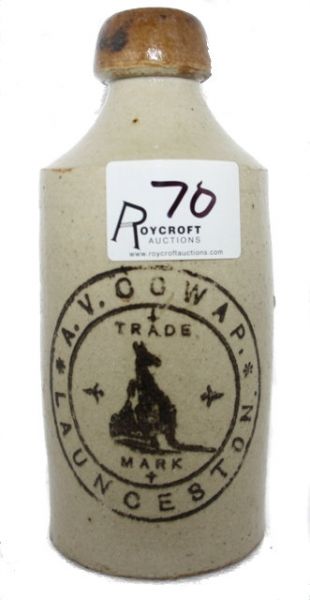 70
ROYCROFT
AUCTIONS
www.roycroftauctions.com
* A.V. COWAP. *
TRADE
MARK
LAUNCESTON.